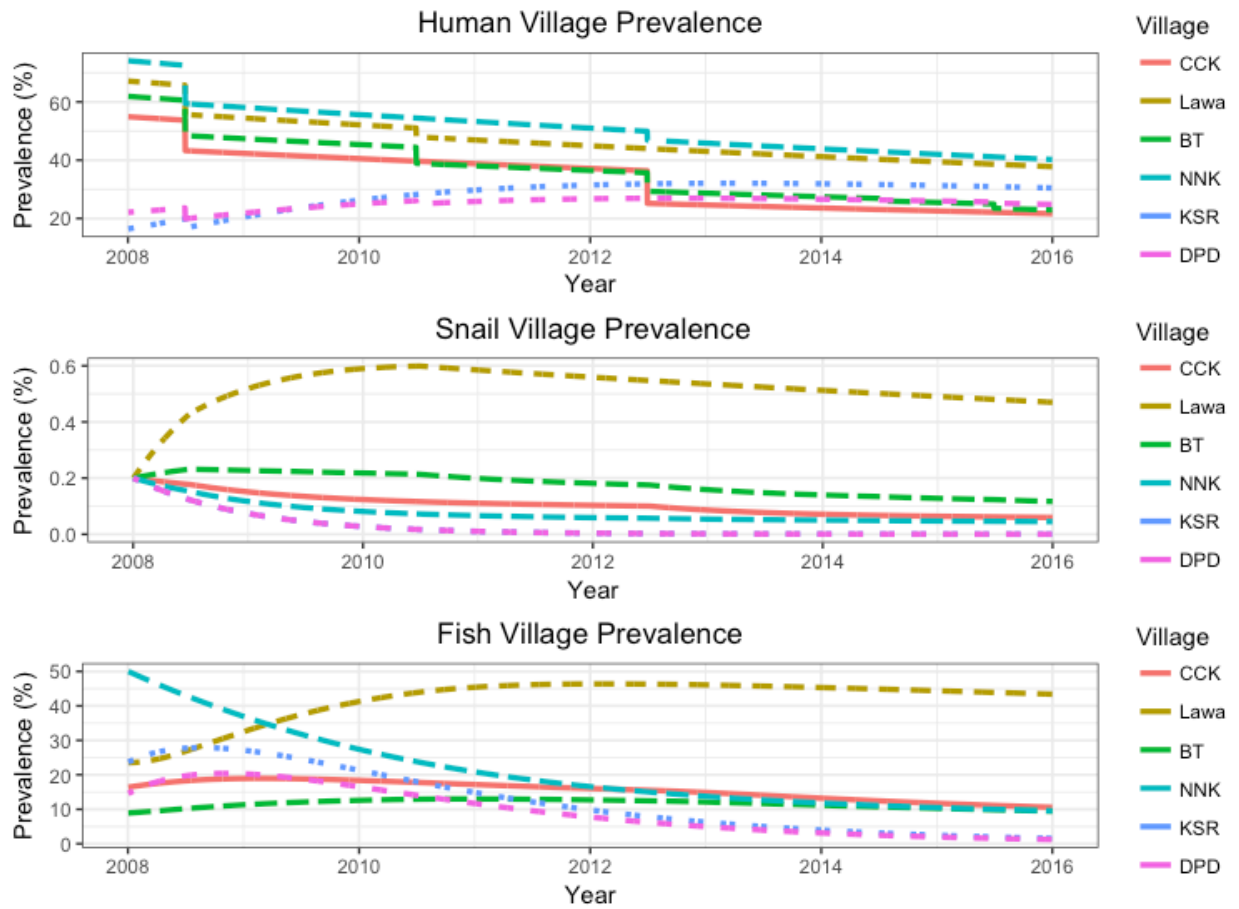 Human Village Prevalence
Prevalence (%)
60
40
20
2008 2010 2012 2014 2016
Year
Village
CCK
Lawa
BT
NNK
KSR
DPD
Snail Village Prevalence
Prevalence (%)
0.6
0.4
0.2
0.0
2008 2010 2012 2014 2016
Year
Village
CCK
Lawa
BT
NNK
KSR
DPD
Fish Village Prevalence
Prevalence (%)
50
40
30
20
10
0
2008 2010 2012 2014 2016
Year
Village
CCK
Lawa
BT
NNK
KSR
DPD